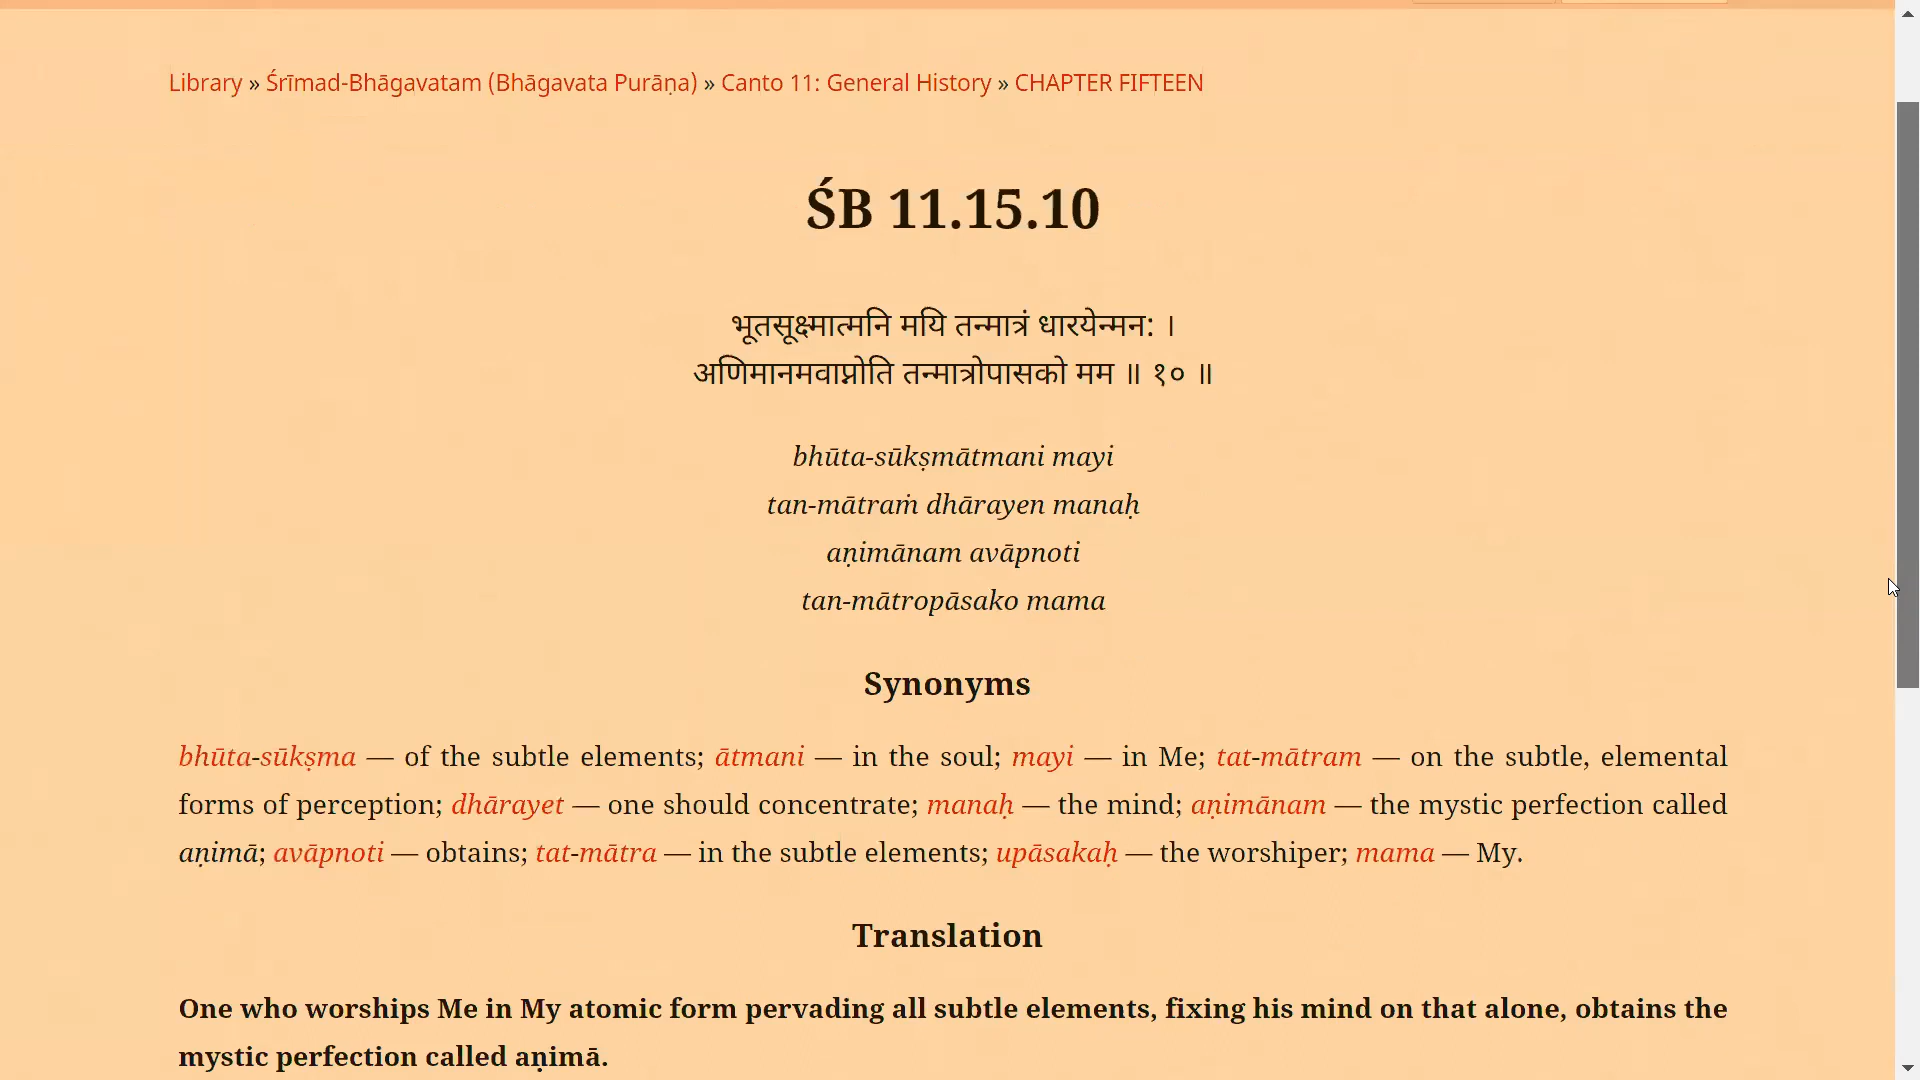 Library » Śrīmad-Bhāgavatam (Bhāgavata Purāṇa) » Canto 11: General History » CHAPTER FIFTEEN
ŚB 11.15.10
भूतसूक्ष्मात्मनि मयि तन्मात्रं धारयेन्मन: ।
अणिमानमवाप्नोति तन्मात्रोपासको मम ॥ १० ॥
bhūta-sūkṣmātmani mayi
tan-mātraṁ dhārayen manaḥ
aṇimānam avāpnoti
tan-mātropāsako mama
Synonyms
bhūta-sūkṣma — of the subtle elements; ātmani — in the soul; mayi — in Me; tat-mātram — on the subtle, elemental
forms of perception; dhārayet — one should concentrate; manaḥ — the mind; aṇimānam — the mystic perfection called
aṇimā; avāpnoti — obtains; tat-mātra — in the subtle elements; upāsakaḥ — the worshiper; mama — My.
Translation
One who worships Me in My atomic form pervading all subtle elements, fixing his mind on that alone, obtains the
mystic perfection called aṇimā.